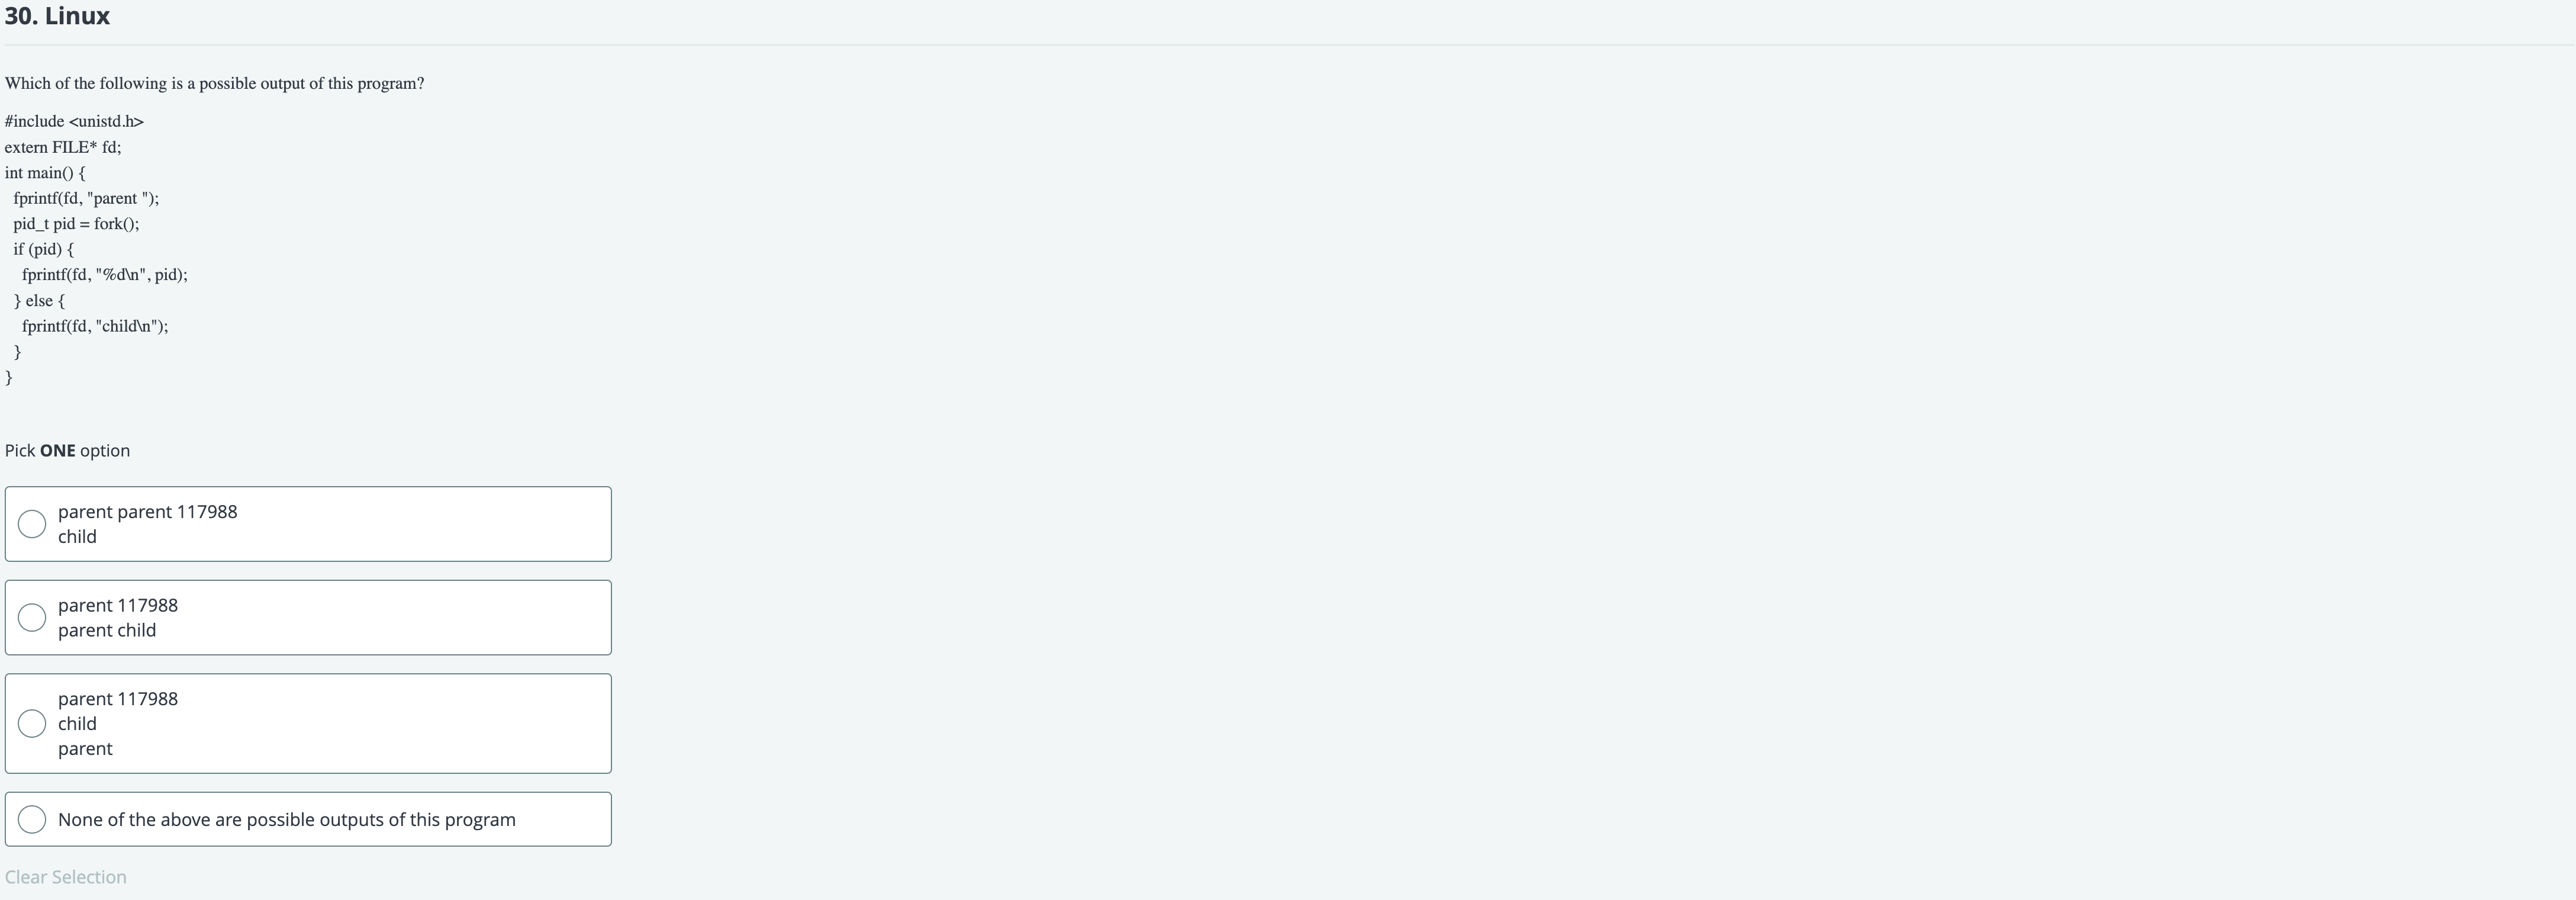 30. Linux
Which of the following is a possible output of this program?
#include <unistd.h>
extern FILE* fd;
int main() {
fprintf(fd, "parent ");
pid_t pid = fork();
if (pid) {
fprintf(fd, "%d\n", pid);
} else {
fprintf(fd, "child\n");
}
}
Pick ONE option
parent parent 117988
child
parent 117988
parent child
parent 117988
child
parent
None of the above are possible outputs of this program
Clear Selection